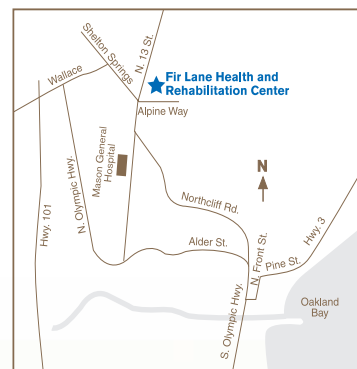 Shelton
Springs
N. 13 St.
Wallace
Fir Lane Health and
Rehabilitation Center
Alpine Way
Mason General
Hospital
N
Hwy. 101
N. Olympic Hwy.
Northcliff Rd.
Alder St.
N. Front St.
Hwy. 3
Pine St.
S. Olympic Hwy.
Oakland
Bay